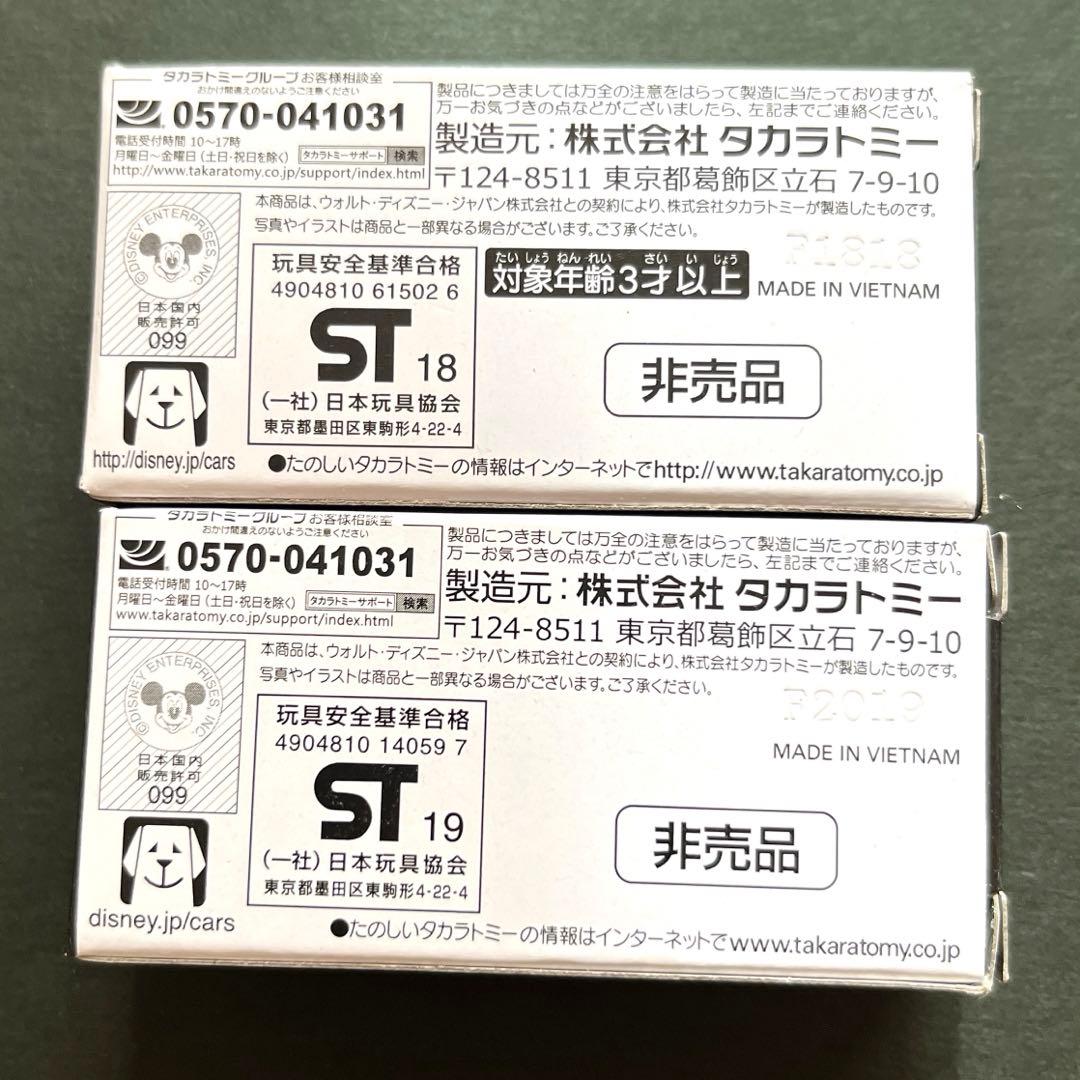 タカラトミーグループ お客様相談室
おかけ間違えのないようご注意ください
0570-041031
電話受付時間 10〜17時
月曜日〜金曜日 (土日・祝日を除く) タカラトミーサポート 検索
http://www.takaratomy.co.jp/support/index.html
製品につきましては万全の注意をはらって製造に当たっておりますが、
万一お気づきの点などがございましたら、左記までご連絡ください。
製造元：株式会社 タカラトミー
〒124-8511 東京都葛飾区立石 7-9-10
本商品は、ウォルト・ディズニー・ジャパン株式会社との契約により、株式会社タカラトミーが製造したものです。
写真やイラストは商品と一部異なる場合がございます。ご了承ください。
©DISNEY ENTERPRISES, INC.
日本国内
販売許可
099
http://disney.jp/cars
玩具安全基準合格
4904810 61502 6
ST 18
(一社) 日本玩具協会
東京都墨田区東駒形4-22-4
たいしょうねんれい さい いじょう
対象年齢3才以上
F1818
MADE IN VIETNAM
非売品
●たのしいタカラトミーの情報はインターネットでhttp://www.takaratomy.co.jp
タカラトミーグループ お客様相談室
おかけ間違えのないようご注意ください
0570-041031
電話受付時間 10〜17時
月曜日〜金曜日 (土日・祝日を除く) タカラトミーサポート 検索
www.takaratomy.co.jp/support/index.html
製品につきましては万全の注意をはらって製造に当たっておりますが、
万一お気づきの点などがございましたら、左記までご連絡ください。
製造元：株式会社 タカラトミー
〒124-8511 東京都葛飾区立石 7-9-10
本商品は、ウォルト・ディズニー・ジャパン株式会社との契約により、株式会社タカラトミーが製造したものです。
写真やイラストは商品と一部異なる場合がございます。ご了承ください。
©DISNEY ENTERPRISES, INC.
日本国内
販売許可
099
disney.jp/cars
玩具安全基準合格
4904810 14059 7
ST 19
(一社) 日本玩具協会
東京都墨田区東駒形4-22-4
F2019
MADE IN VIETNAM
非売品
●たのしいタカラトミーの情報はインターネットでwww.takaratomy.co.jp